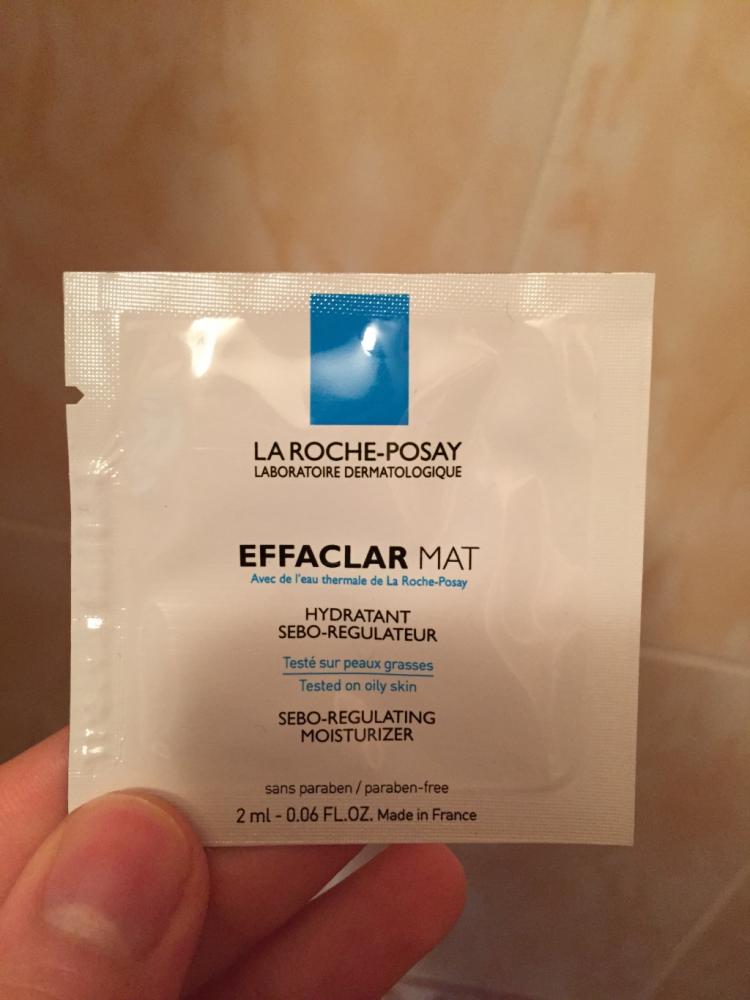 LA ROCHE-POSAY
LABORATOIRE DERMATOLOGIQUE
EFFACLAR MAT
Avec de l'eau thermale de La Roche-Posay
HYDRATANT
SEBO-REGULATEUR
Testé sur peaux grasses
Tested on oily skin
SEBO-REGULATING
MOISTURIZER
sans paraben / paraben-free
2 ml - 0.06 FL.OZ. Made in France